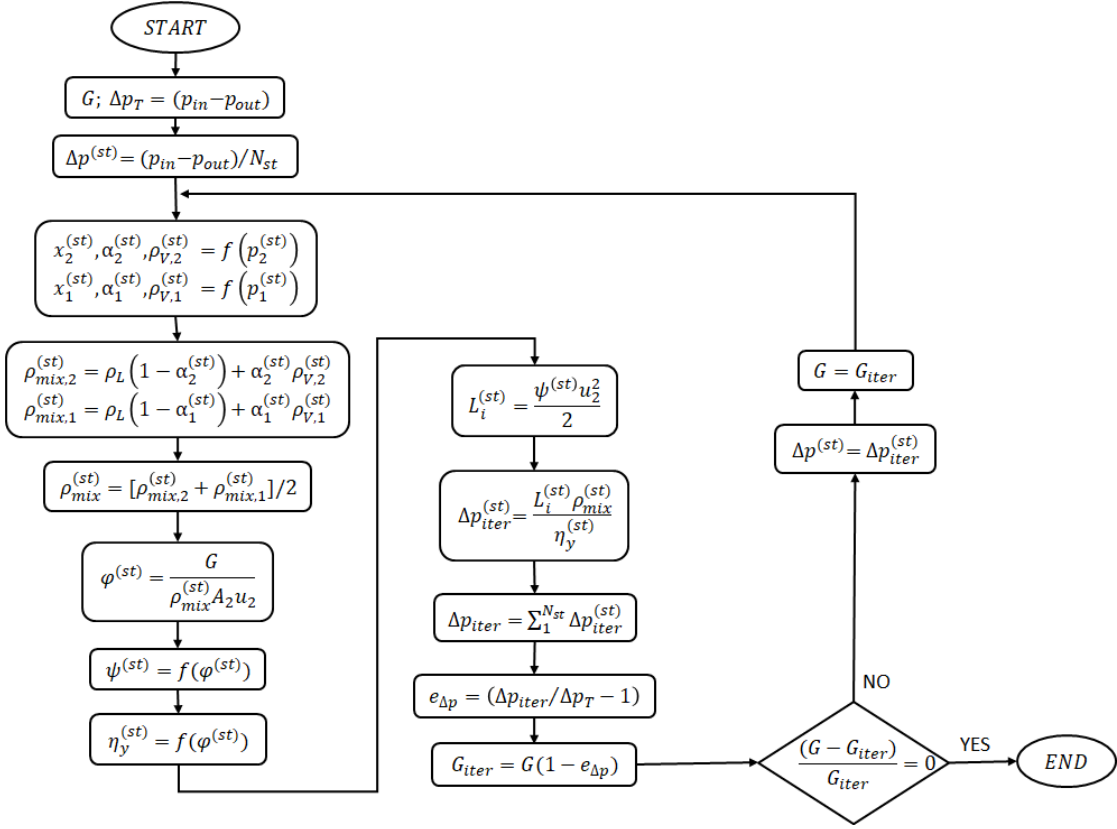 START
G; Δp_T = (p_in−p_out)
Δp^(st)= (p_in−p_out)/N_st
x_2^(st),α_2^(st),ρ_V,2^(st) = f(p_2^(st))
x_1^(st),α_1^(st),ρ_V,1^(st) = f(p_1^(st))
ρ_mix,2^(st) = ρ_L(1 − α_2^(st)) + α_2^(st)ρ_V,2^(st)
ρ_mix,1^(st) = ρ_L(1 − α_1^(st)) + α_1^(st)ρ_V,1^(st)
ρ_mix^(st) = [ρ_mix,2^(st) + ρ_mix,1^(st)]/2
φ^(st) = G / ρ_mix^(st) A_2 u_2
ψ^(st) = f(φ^(st))
η_y^(st) = f(φ^(st))
L_i^(st) = ψ^(st) u_2^2 / 2
Δp_iter^(st) = L_i^(st) ρ_mix^(st) / η_y^(st)
Δp_iter = ∑_1^N_st Δp_iter^(st)
e_Δp = (Δp_iter/Δp_T − 1)
G_iter = G(1 − e_Δp)
(G − G_iter) / G_iter = 0
YES
END
NO
Δp^(st)= Δp_iter^(st)
G = G_iter